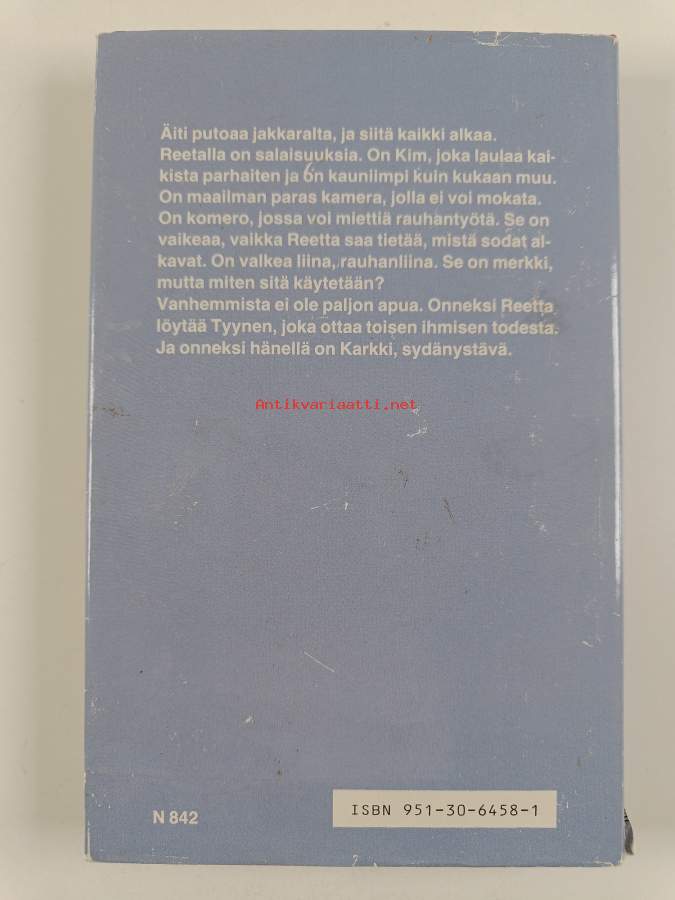 Äiti putoaa jakkaralta, ja siitä kaikki alkaa.
Reetalla on salaisuuksia. On Kim, joka laulaa kai-
kista parhaiten ja on kauniimpi kuin kukaan muu.
On maailman paras kamera, jolla ei voi mokata.
On komero, jossa voi miettiä rauhantyötä. Se on
vaikeaa, vaikka Reetta saa tietää, mistä sodat al-
kavat. On valkea liina, rauhanliina. Se on merkki,
mutta miten sitä käytetään?
Vanhemmista ei ole paljon apua. Onneksi Reetta
löytää Tyynen, joka ottaa toisen ihmisen todesta.
Ja onneksi hänellä on Karkki, sydänystävä.
Antikvariaatti.net
N 842
ISBN 951-30-6458-1